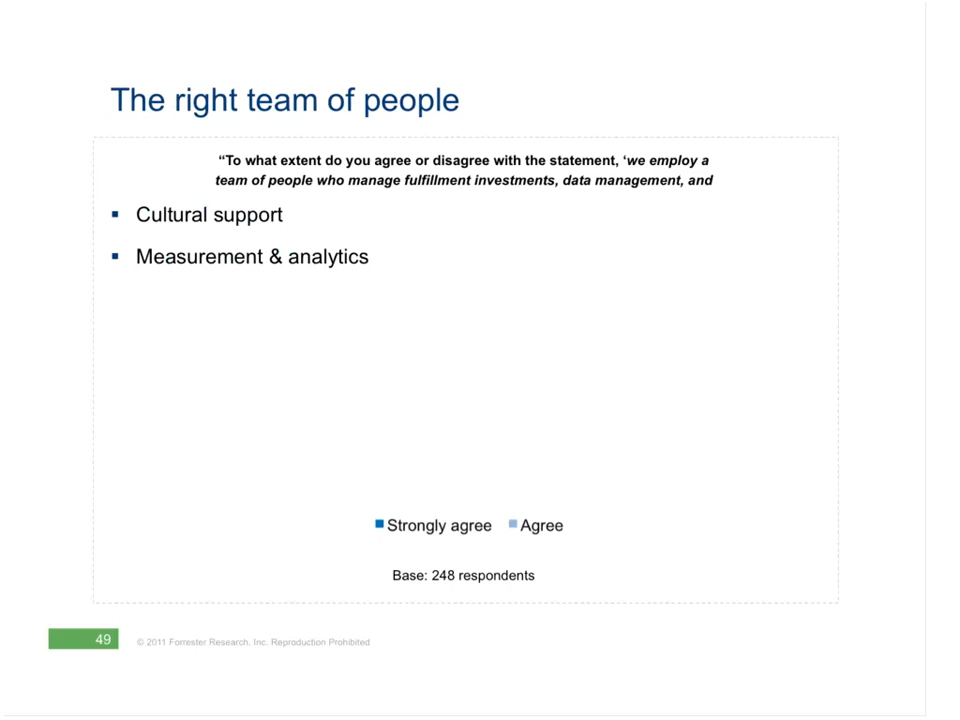 The right team of people
“To what extent do you agree or disagree with the statement, ‘we employ a
team of people who manage fulfillment investments, data management, and
Cultural support
Measurement & analytics
Strongly agree Agree
Base: 248 respondents
49 © 2011 Forrester Research, Inc. Reproduction Prohibited